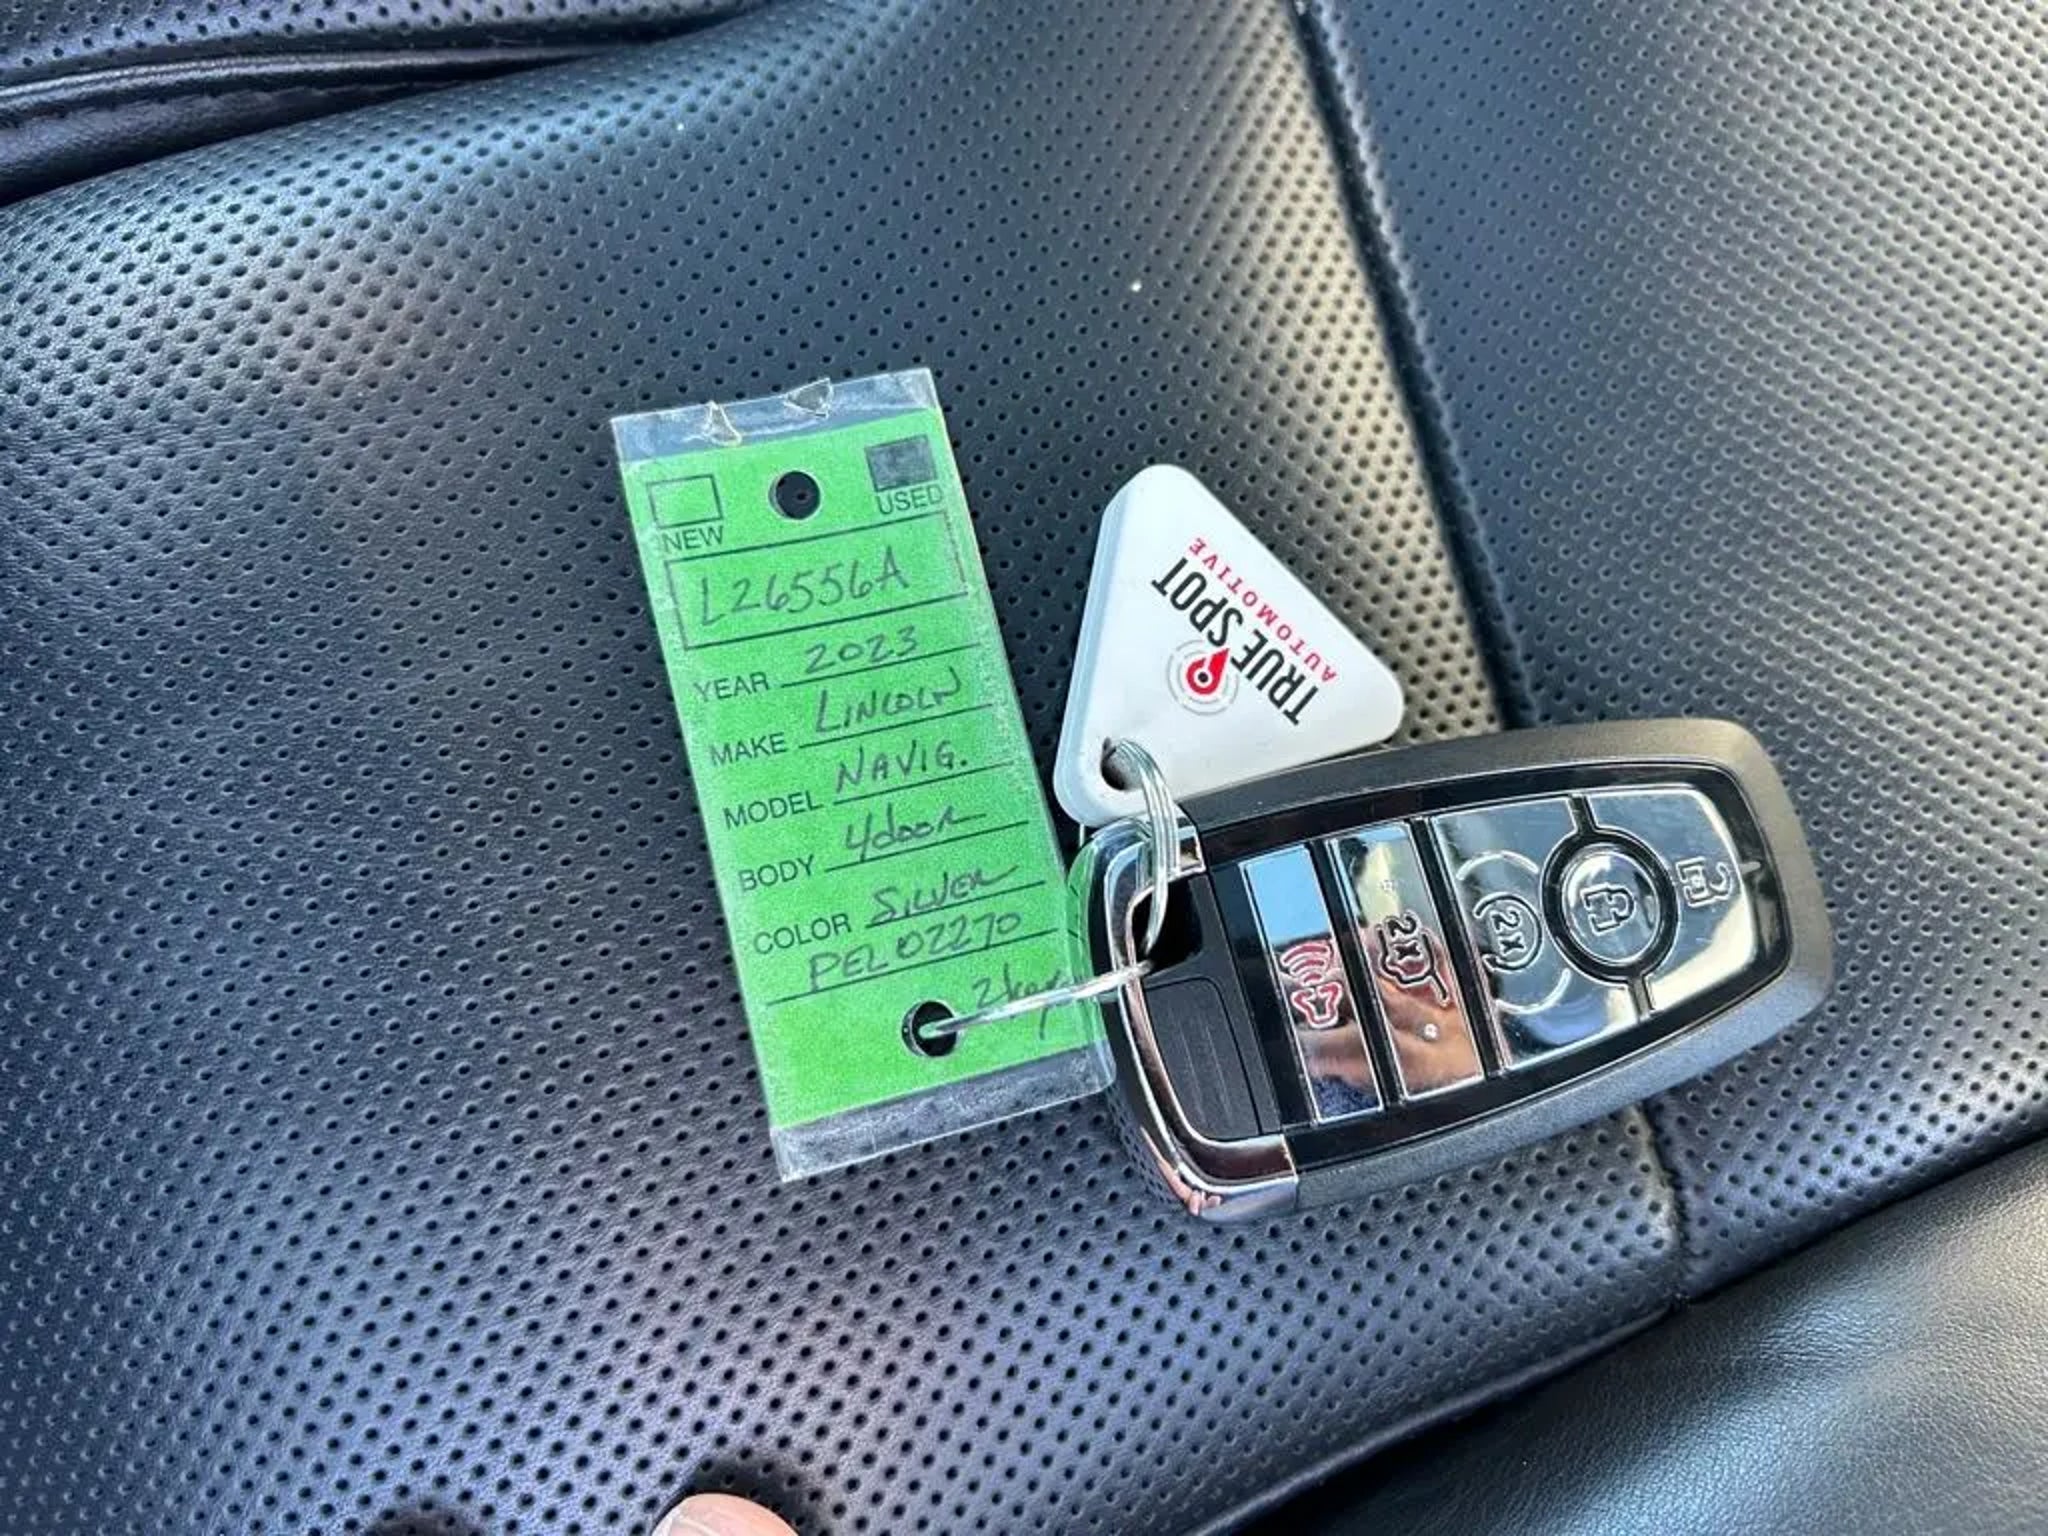 NEW
USED
L26556A
YEAR 2023
MAKE LINCOLN
MODEL NAVIG.
BODY 4door
COLOR SILVER
PEL02270
2keys
TRUE SPOT
AUTOMOTIVE
2x
2x